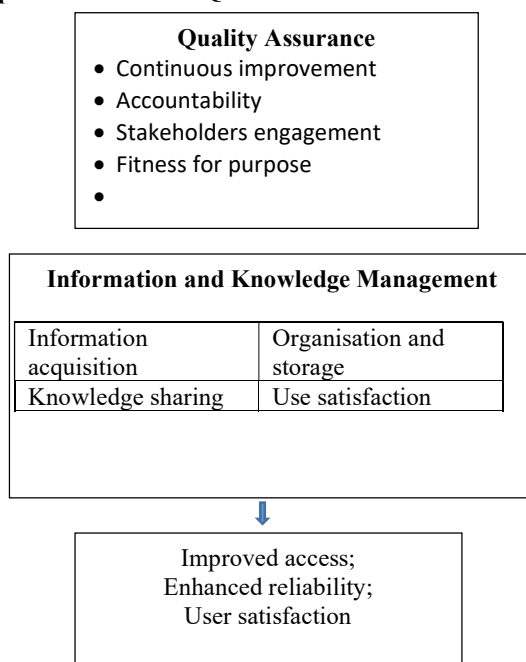 Quality Assurance
• Continuous improvement
• Accountability
• Stakeholders engagement
• Fitness for purpose
•
Information and Knowledge Management
Information acquisition
Organisation and storage
Knowledge sharing
Use satisfaction
Improved access;
Enhanced reliability;
User satisfaction